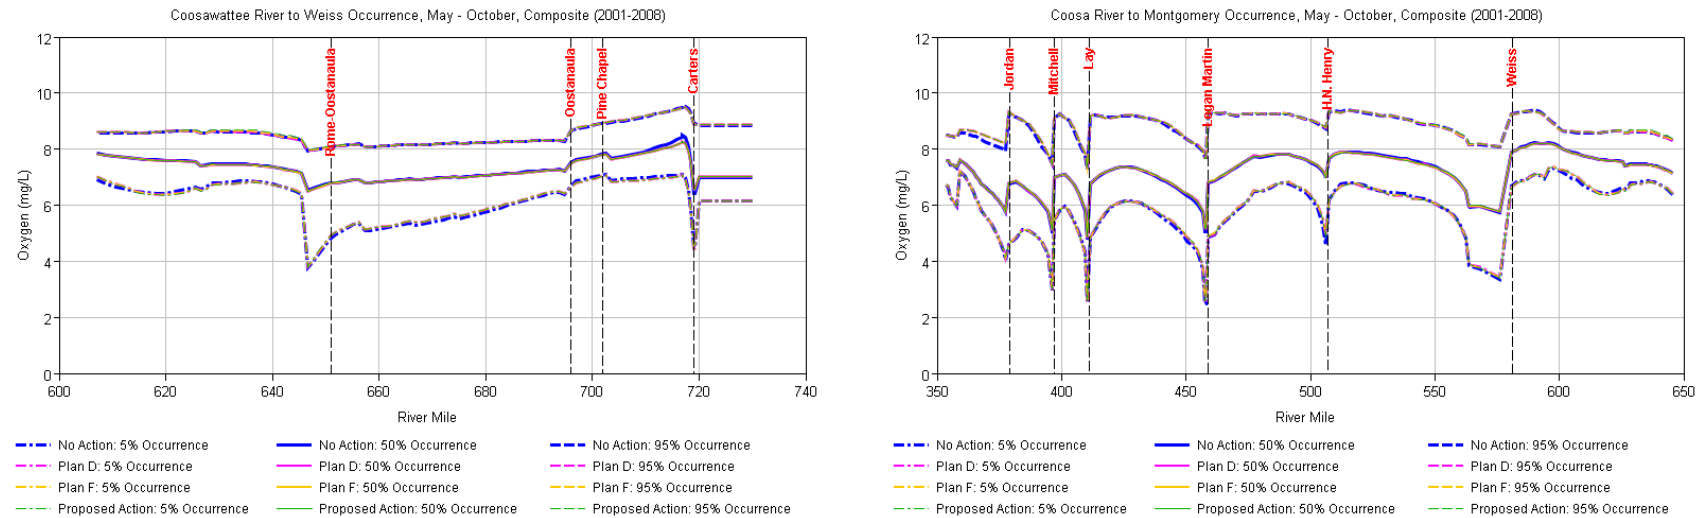 Coosawattee River to Weiss Occurrence, May - October, Composite (2001-2008)
12
10
8
6
4
2
0
Oxygen (mg/L)
Rome-Oostanaula
Oostanaula
Pine Chapel
Carters
600 620 640 660 680 700 720 740
River Mile
No Action: 5% Occurrence No Action: 50% Occurrence No Action: 95% Occurrence
Plan D: 5% Occurrence Plan D: 50% Occurrence Plan D: 95% Occurrence
Plan F: 5% Occurrence Plan F: 50% Occurrence Plan F: 95% Occurrence
Proposed Action: 5% Occurrence Proposed Action: 50% Occurrence Proposed Action: 95% Occurrence
Coosa River to Montgomery Occurrence, May - October, Composite (2001-2008)
12
10
8
6
4
2
0
Oxygen (mg/L)
Jordan
Mitchell
Lay
Logan Martin
H.N. Henry
Weiss
350 400 450 500 550 600 650
River Mile
No Action: 5% Occurrence No Action: 50% Occurrence No Action: 95% Occurrence
Plan D: 5% Occurrence Plan D: 50% Occurrence Plan D: 95% Occurrence
Plan F: 5% Occurrence Plan F: 50% Occurrence Plan F: 95% Occurrence
Proposed Action: 5% Occurrence Proposed Action: 50% Occurrence Proposed Action: 95% Occurrence